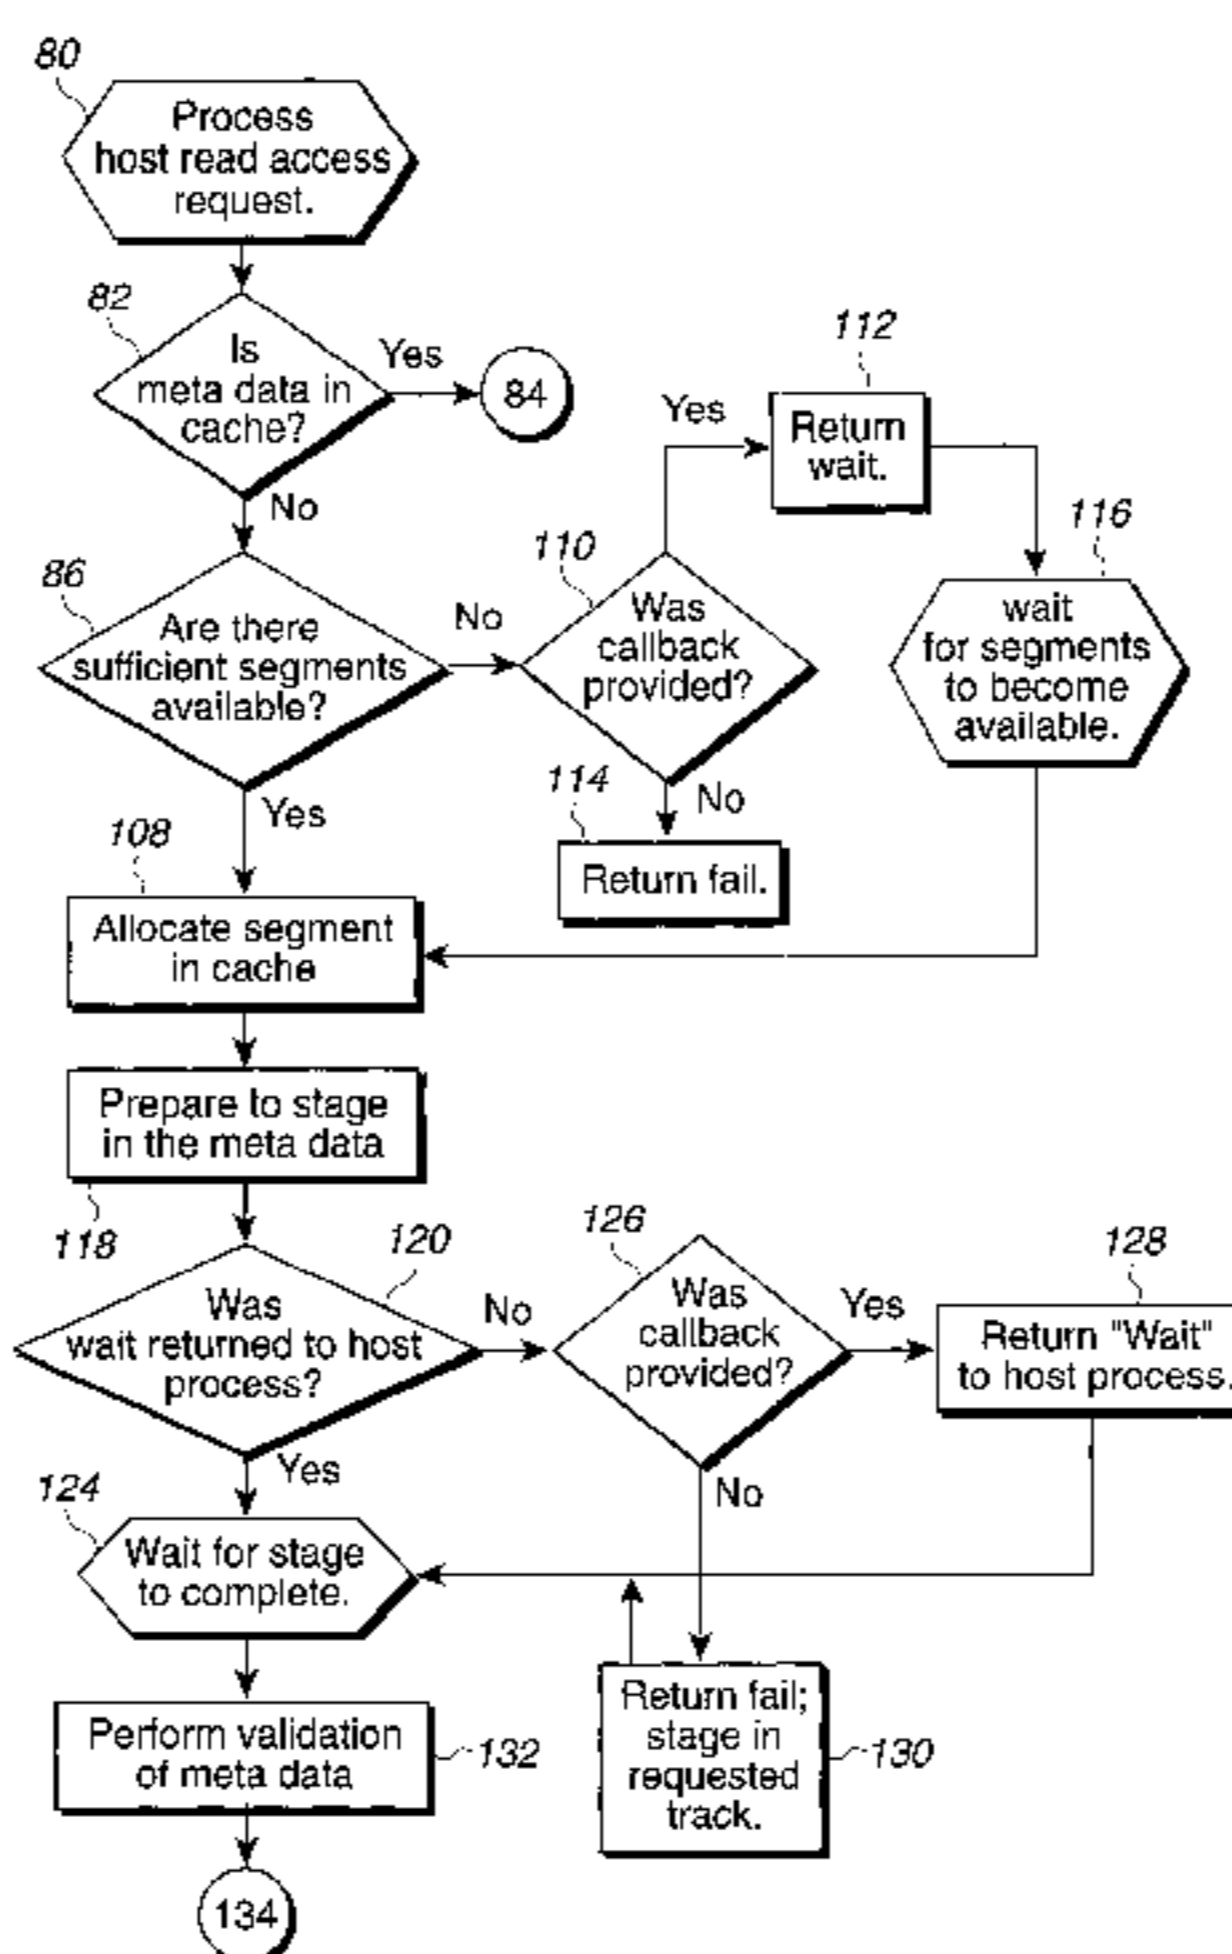 80
Process
host read access
request.
82
Is
meta data in
cache?
Yes
84
No
112
Yes
Return
wait.
86
Are there
sufficient segments
available?
No
110
Was
callback
provided?
116
wait
for segments
to become
available.
114
No
Return fail.
Yes
108
Allocate segment
in cache
Prepare to stage
in the meta data
118
120
Was
wait returned to host
process?
No
126
Was
callback
provided?
Yes
128
Return "Wait"
to host process.
Yes
No
124
Wait for stage
to complete.
Return fail;
stage in
requested
track.
130
Perform validation
of meta data
132
134